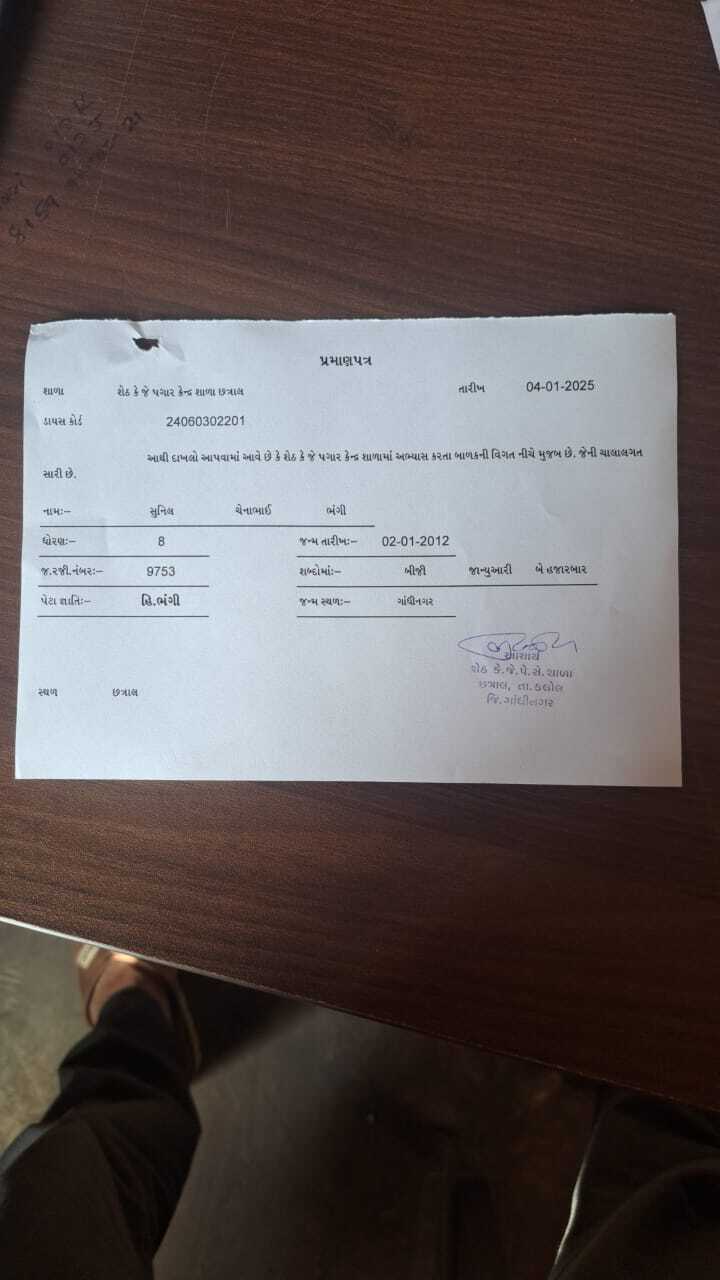 પ્રમાણપત્ર
શાળા શેઠ કે જે પગાર કેન્દ્ર શાળા છત્રાલ તારીખ 04-01-2025
ડાયસ કોર્ડ 24060302201
આથી દાખલો આપવામાં આવે છે કે શેઠ કે જે પગાર કેન્દ્ર શાળામાં અભ્યાસ કરતા બાળકની વિગત નીચે મુજબ છે. જેની ચાલાલગત
સારી છે.
નામઃ– સુનિલ ચેનાભાઈ ભંગી
ધોરણઃ– 8 જન્મ તારીખઃ– 02-01-2012
જ.રજી.નંબરઃ– 9753 શબ્દોમાંઃ– બીજી જાન્યુઆરી બે હજારબાર
પેટા જ્ઞાતિઃ– હિ.ભંગી જન્મ સ્થળઃ– ગાંધીનગર
આચાર્ય
શેઠ કે.જે.પે.સે.શાળા
સ્થળ છત્રાલ છત્રાલ, તા.કલોલ
જિ.ગાંધીનગર